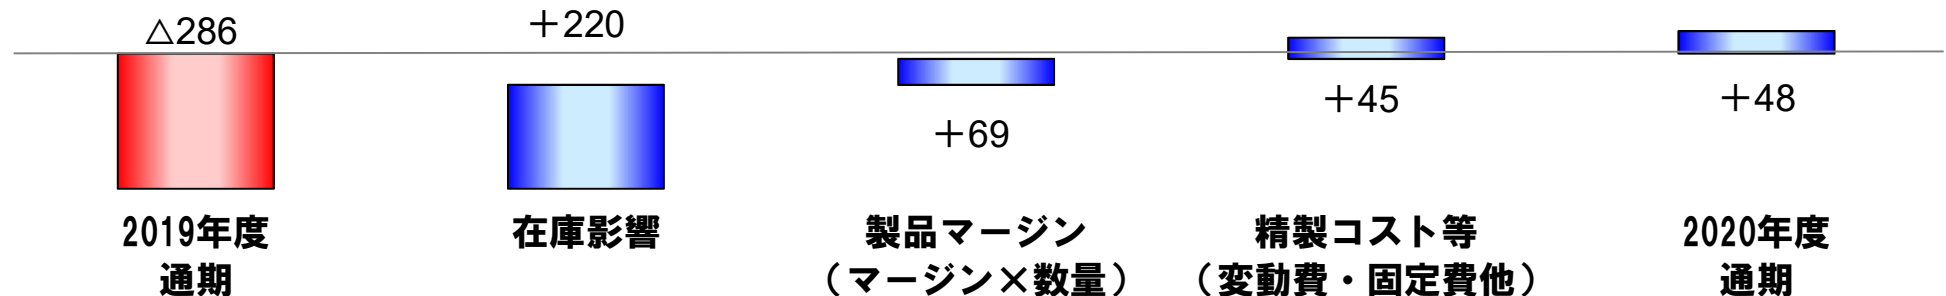 △286
＋220
＋69
＋45
＋48
2019年度
通期
在庫影響
製品マージン
（マージン×数量）
精製コスト等
（変動費・固定費他）
2020年度
通期